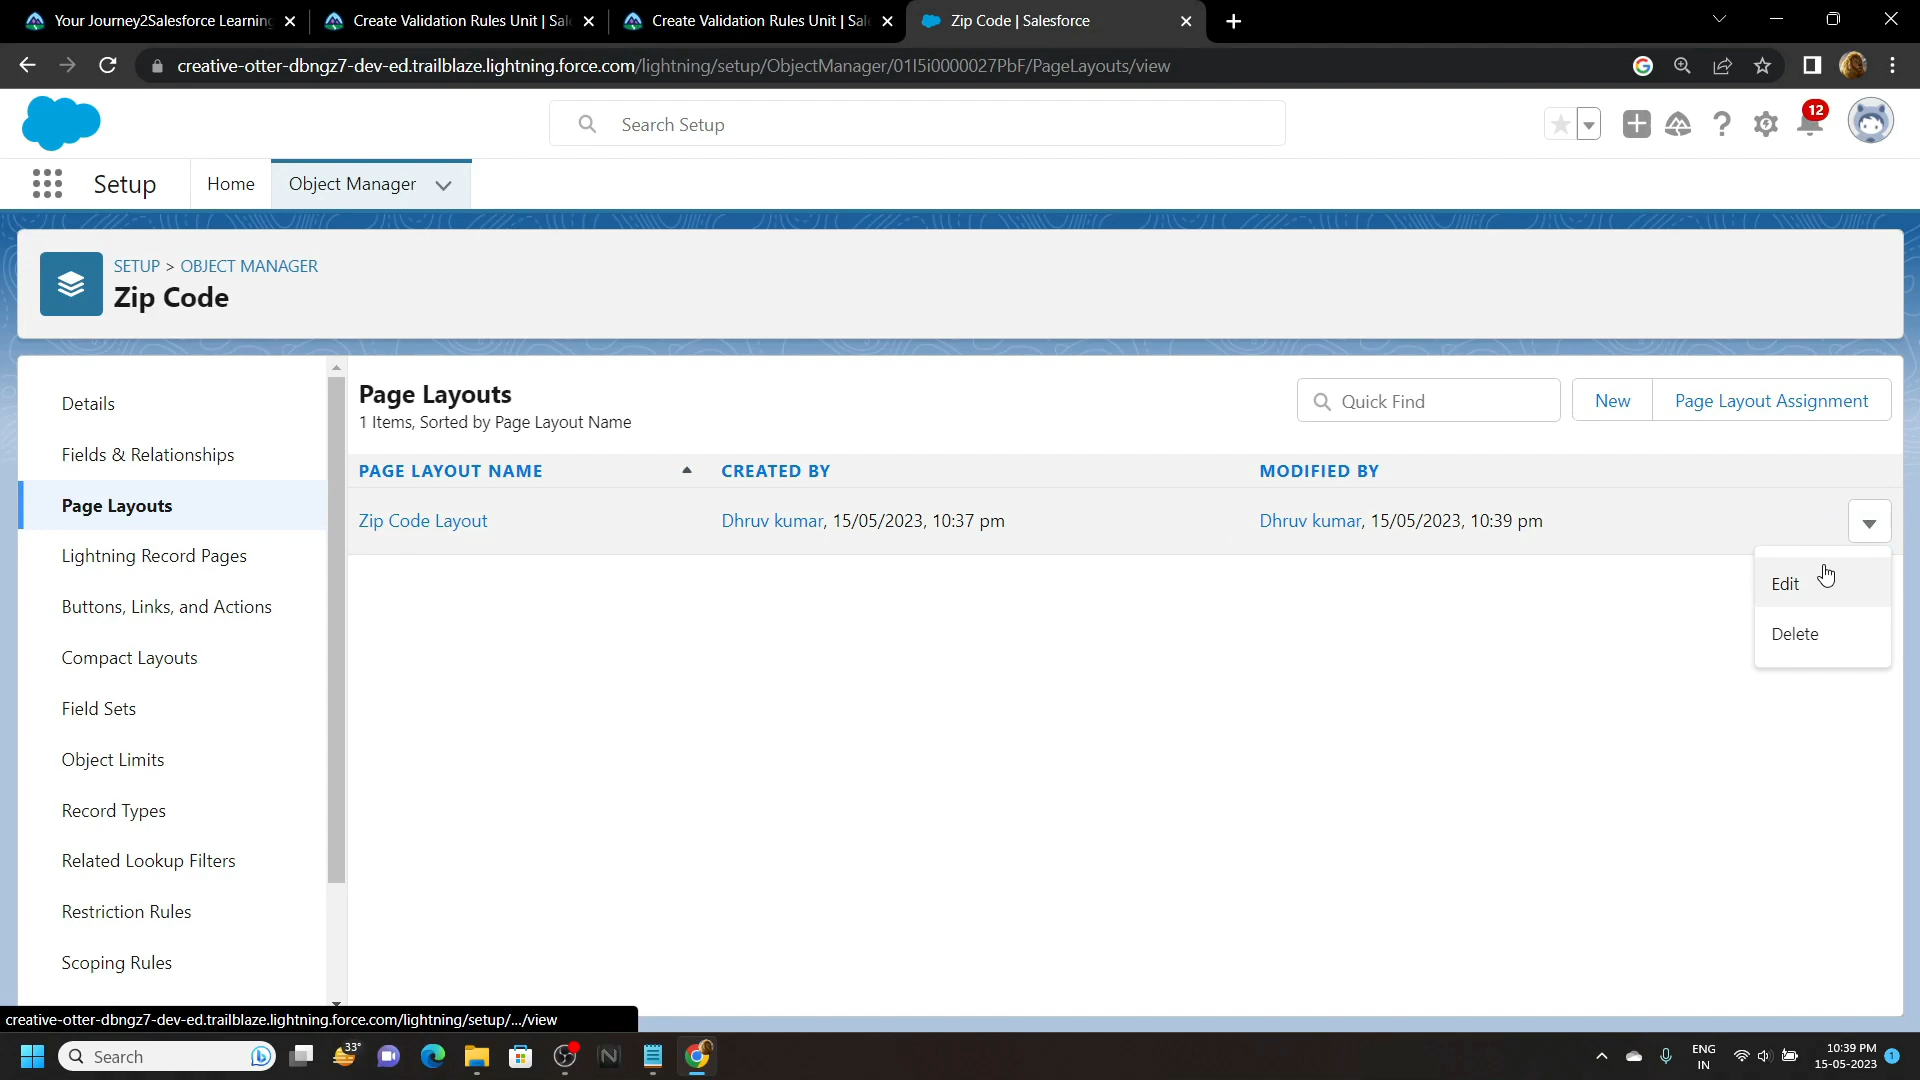 Your Journey2Salesforce Learning
Create Validation Rules Unit | Sal
Create Validation Rules Unit | Sal
Zip Code | Salesforce
creative-otter-dbngz7-dev-ed.trailblaze.lightning.force.com/lightning/setup/ObjectManager/01I5i0000027PbF/PageLayouts/view
Search Setup
12
Setup
Home
Object Manager
SETUP > OBJECT MANAGER
Zip Code
Details
Fields & Relationships
Page Layouts
Lightning Record Pages
Buttons, Links, and Actions
Compact Layouts
Field Sets
Object Limits
Record Types
Related Lookup Filters
Restriction Rules
Scoping Rules
Page Layouts
1 Items, Sorted by Page Layout Name
Quick Find
New
Page Layout Assignment
PAGE LAYOUT NAME
CREATED BY
MODIFIED BY
Zip Code Layout
Dhruv kumar, 15/05/2023, 10:37 pm
Dhruv kumar, 15/05/2023, 10:39 pm
Edit
Delete
creative-otter-dbngz7-dev-ed.trailblaze.lightning.force.com/lightning/setup/.../view
Search
33°
ENG
IN
10:39 PM
15-05-2023
1